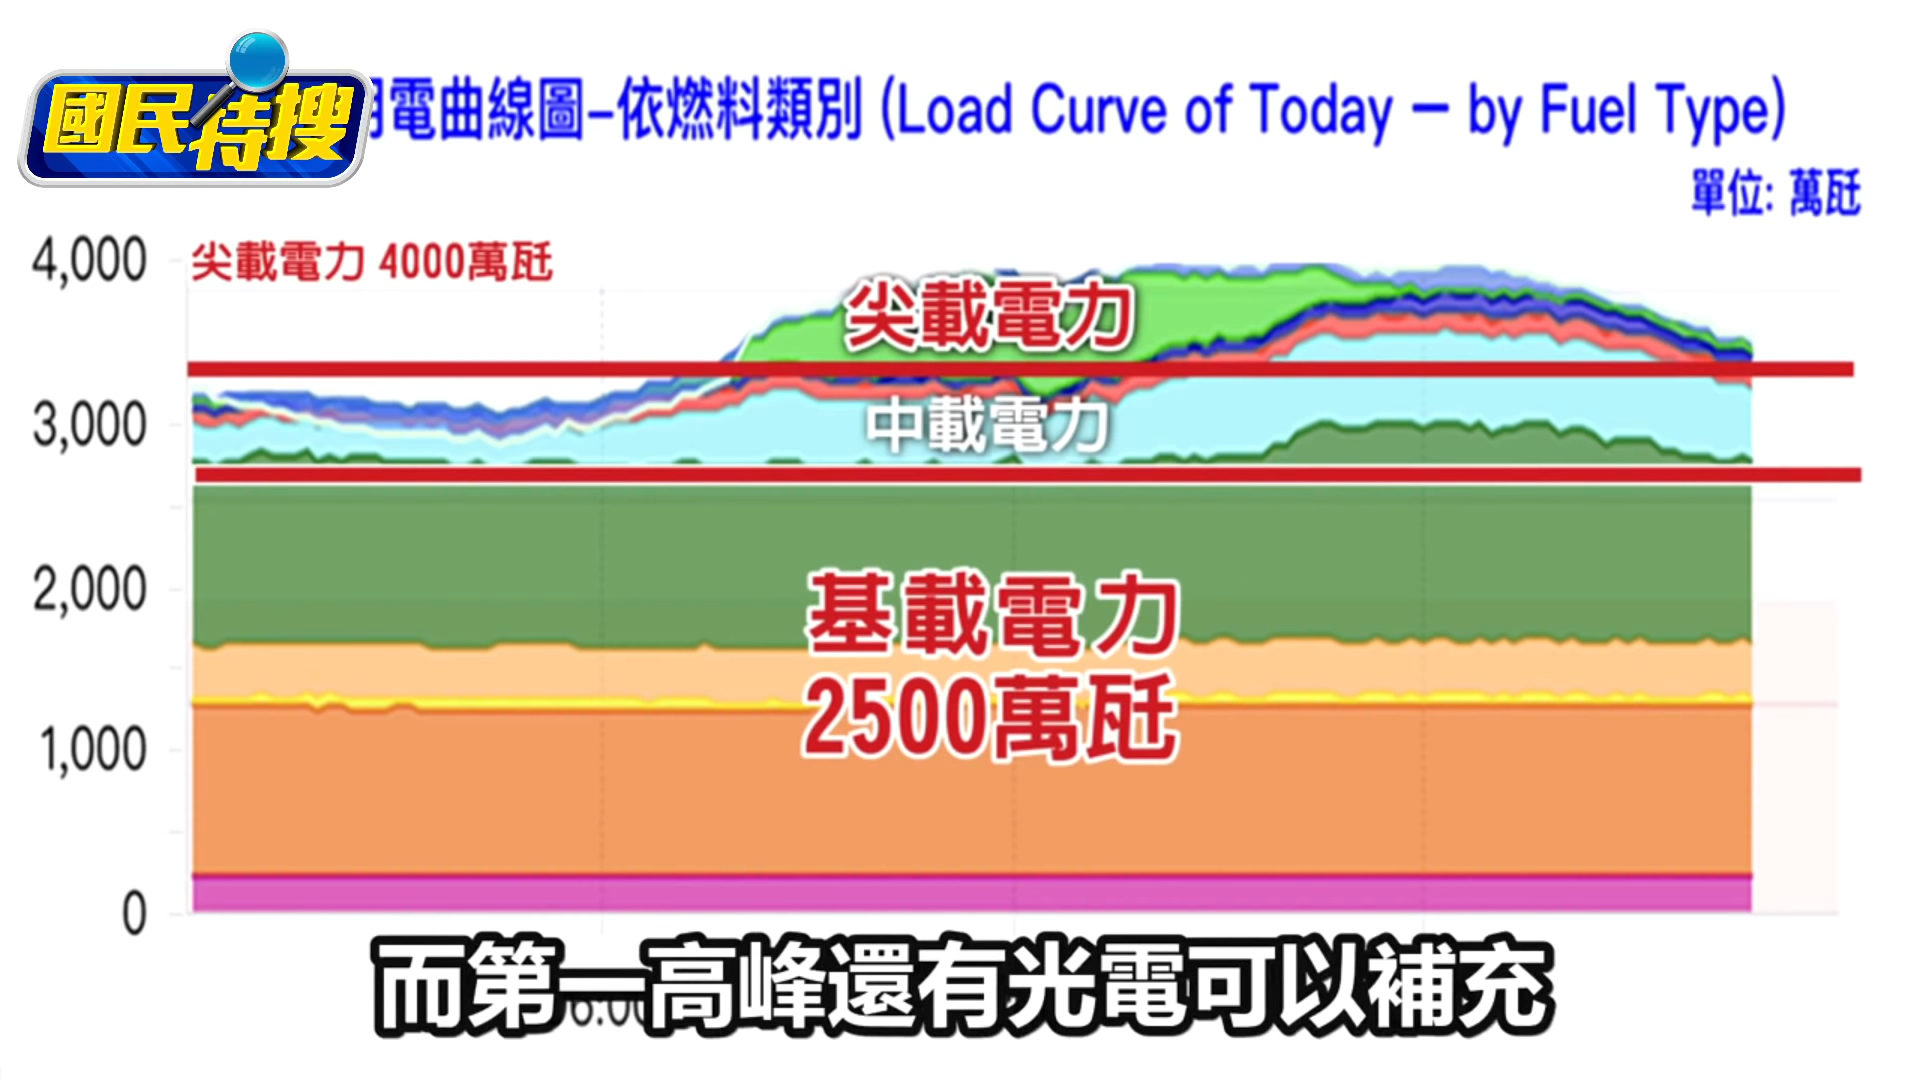 國民特搜
用電曲線圖–依燃料類別 (Load Curve of Today — by Fuel Type)
單位: 萬瓩
4,000
尖載電力 4000萬瓩
尖載電力
3,000
中載電力
2,000
基載電力
2500萬瓩
1,000
0
而第一高峰還有光電可以補充